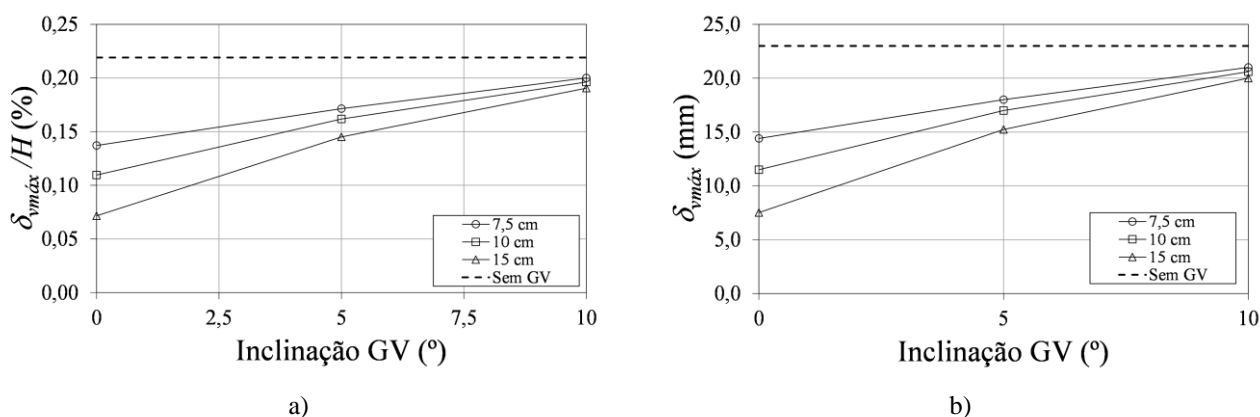 0,25
0,20
0,15
0,10
0,05
0,00
δvmáx /H (%)
0
2,5
5
7,5
10
Inclinação GV (º)
7,5 cm
10 cm
15 cm
Sem GV
a)
25,0
20,0
15,0
10,0
5,0
0,0
δvmáx (mm)
0
5
10
Inclinação GV (º)
7,5 cm
10 cm
15 cm
Sem GV
b)